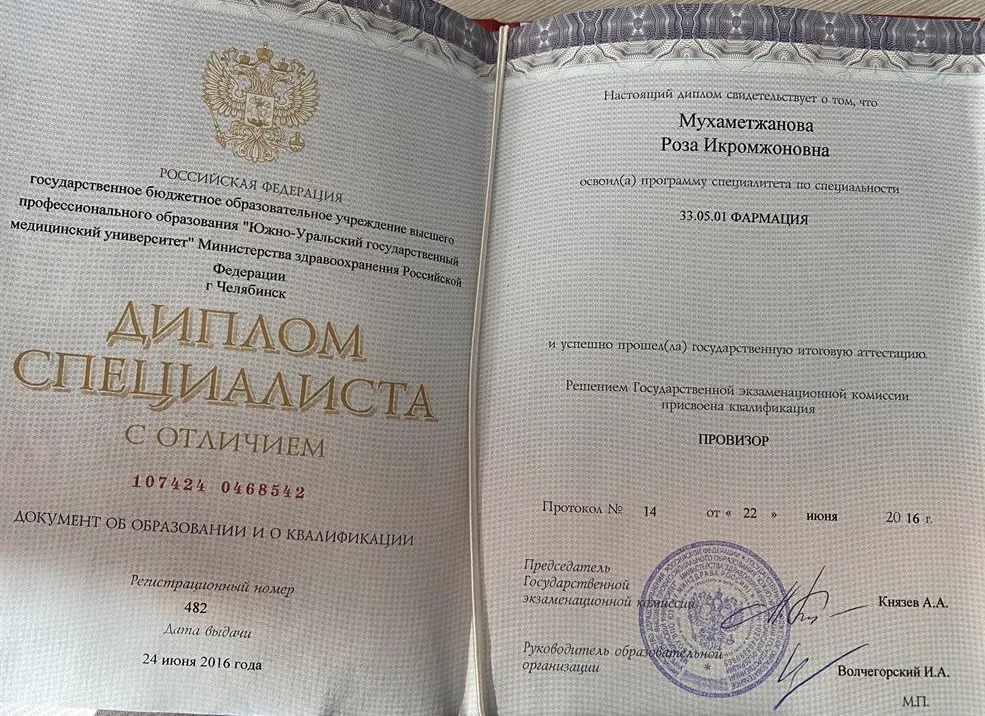 РОССИЙСКАЯ ФЕДЕРАЦИЯ
государственное бюджетное образовательное учреждение высшего
профессионального образования "Южно-Уральский государственный
медицинский университет" Министерства здравоохранения Российской
Федерации
г Челябинск
ДИПЛОМ
СПЕЦИАЛИСТА
С ОТЛИЧИЕМ
107424 0468542
ДОКУМЕНТ ОБ ОБРАЗОВАНИИ И О КВАЛИФИКАЦИИ
Регистрационный номер
482
Дата выдачи
24 июня 2016 года
Настоящий диплом свидетельствует о том, что
Мухаметжанова
Роза Икромжоновна
освоил(а) программу специалитета по специальности
33.05.01 ФАРМАЦИЯ
и успешно прошел(ла) государственную итоговую аттестацию.
Решением Государственной экзаменационной комиссии
присвоена квалификация
ПРОВИЗОР
Протокол № 14 от « 22 » июня 20 16 г.
Председатель
Государственной
экзаменационной комиссии
Князев А.А.
Руководитель образовательной
организации
Волчегорский И.А.
М.П.